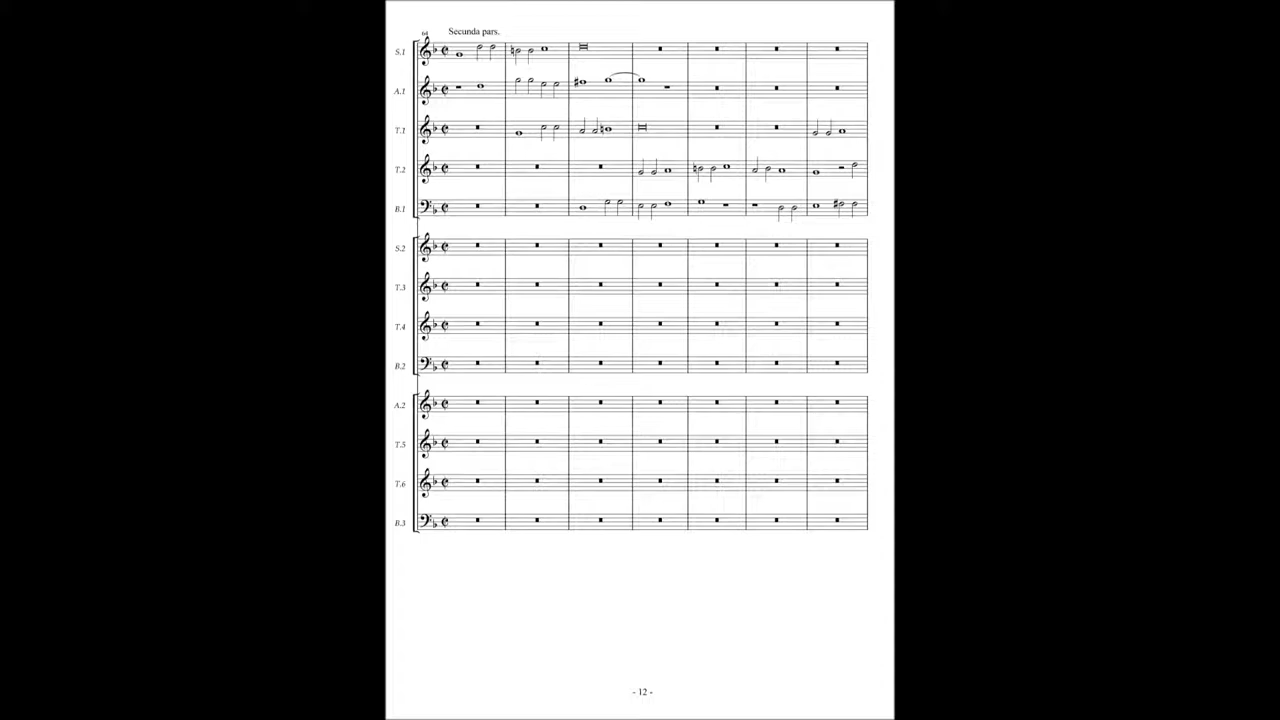 64
Secunda pars.
S.1
A.1
T.1
T.2
B.1
S.2
T.3
T.4
B.2
A.2
T.5
T.6
B.3
- 12 -